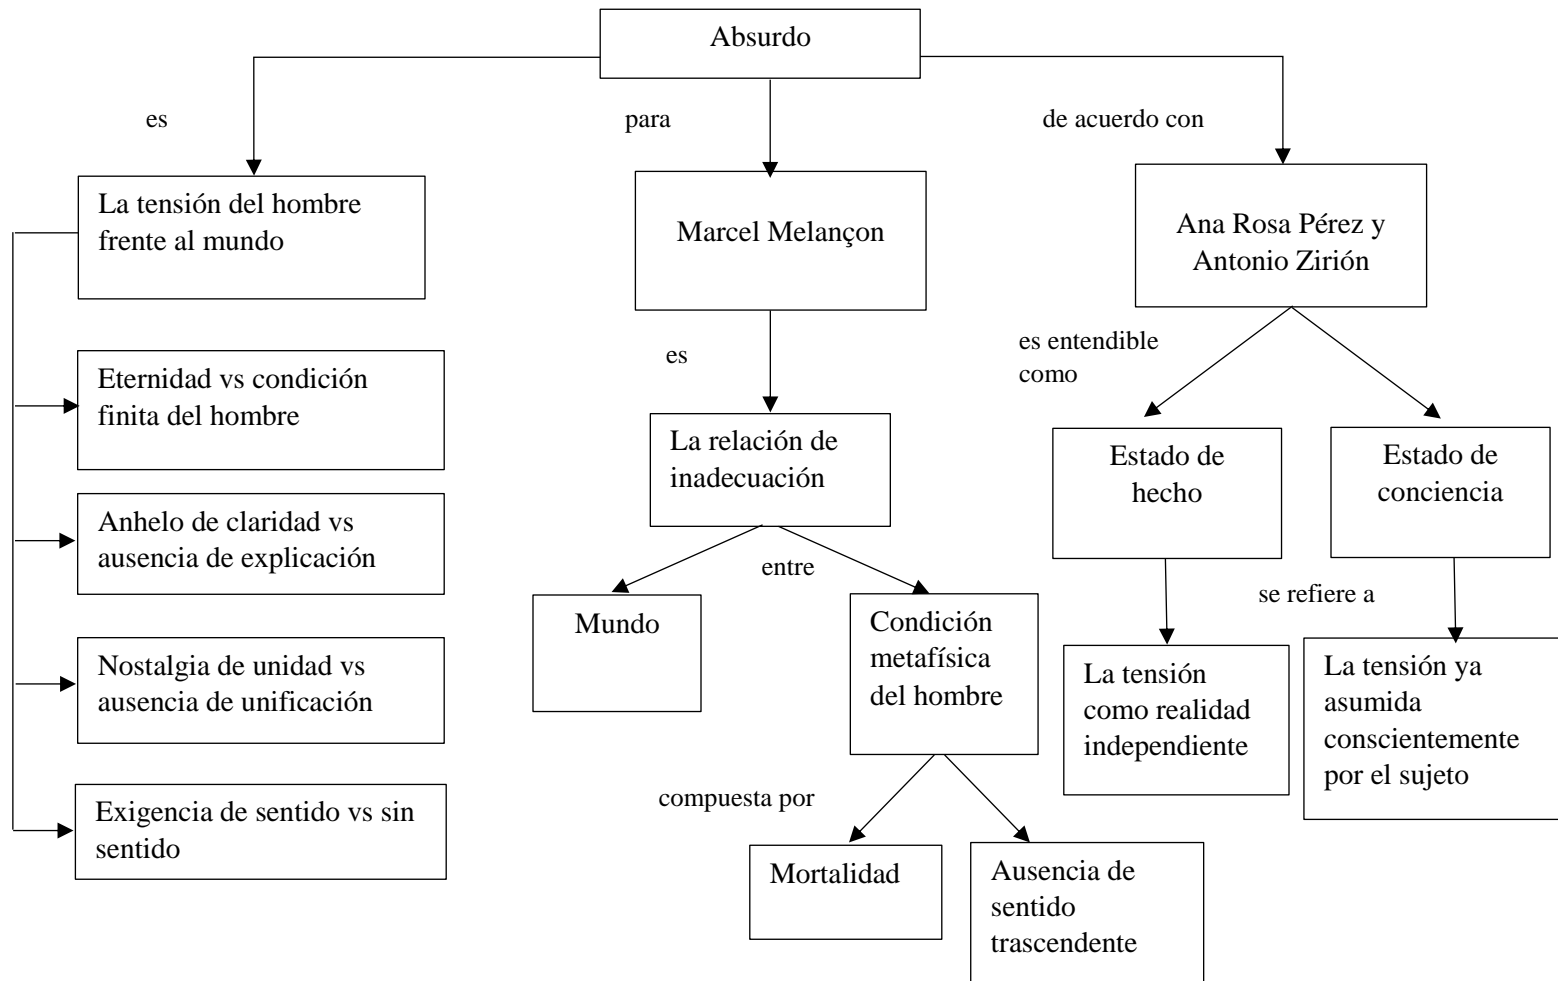 Absurdo
es
para
de acuerdo con
La tensión del hombre
frente al mundo
Marcel Melançon
Ana Rosa Pérez y
Antonio Zirión
Eternidad vs condición
finita del hombre
Anhelo de claridad vs
ausencia de explicación
Nostalgia de unidad vs
ausencia de unificación
Exigencia de sentido vs sin
sentido
es
La relación de
inadecuación
entre
Mundo
Condición
metafísica
del hombre
compuesta por
Mortalidad
Ausencia de
sentido
trascendente
es entendible
como
Estado de
hecho
Estado de
conciencia
se refiere a
La tensión
como realidad
independiente
La tensión ya
asumida
conscientemente
por el sujeto